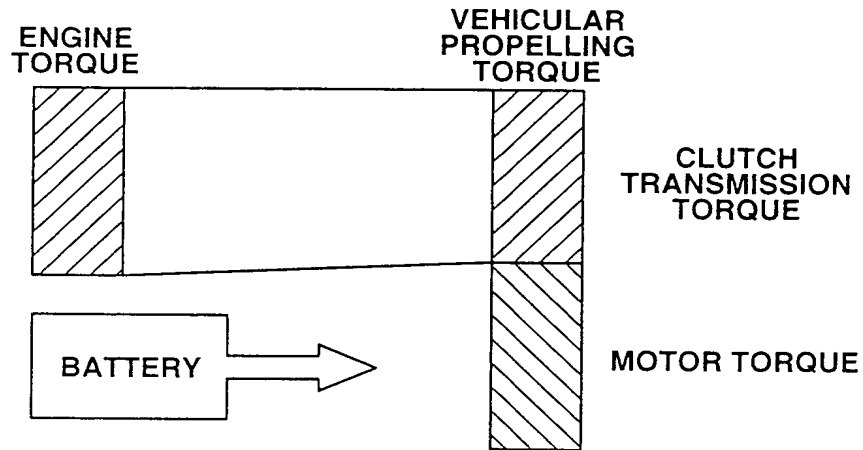 ENGINE
TORQUE
VEHICULAR
PROPELLING
TORQUE
CLUTCH
TRANSMISSION
TORQUE
BATTERY
MOTOR TORQUE